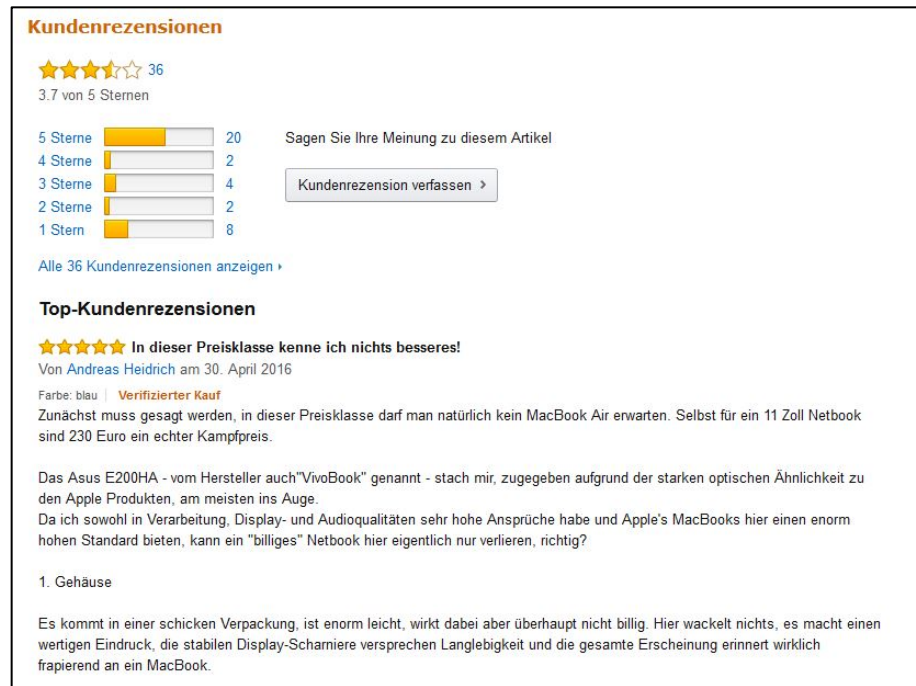 Kundenrezensionen
36
3.7 von 5 Sternen
5 Sterne 20
4 Sterne 2
3 Sterne 4
2 Sterne 2
1 Stern 8
Sagen Sie Ihre Meinung zu diesem Artikel
Kundenrezension verfassen ›
Alle 36 Kundenrezensionen anzeigen ›
Top-Kundenrezensionen
In dieser Preisklasse kenne ich nichts besseres!
Von Andreas Heidrich am 30. April 2016
Farbe: blau | Verifizierter Kauf
Zunächst muss gesagt werden, in dieser Preisklasse darf man natürlich kein MacBook Air erwarten. Selbst für ein 11 Zoll Netbook
sind 230 Euro ein echter Kampfpreis.
Das Asus E200HA - vom Hersteller auch"VivoBook" genannt - stach mir, zugegeben aufgrund der starken optischen Ähnlichkeit zu
den Apple Produkten, am meisten ins Auge.
Da ich sowohl in Verarbeitung, Display- und Audioqualitäten sehr hohe Ansprüche habe und Apple's MacBooks hier einen enorm
hohen Standard bieten, kann ein "billiges" Netbook hier eigentlich nur verlieren, richtig?
1. Gehäuse
Es kommt in einer schicken Verpackung, ist enorm leicht, wirkt dabei aber überhaupt nicht billig. Hier wackelt nichts, es macht einen
wertigen Eindruck, die stabilen Display-Scharniere versprechen Langlebigkeit und die gesamte Erscheinung erinnert wirklich
frapierend an ein MacBook.